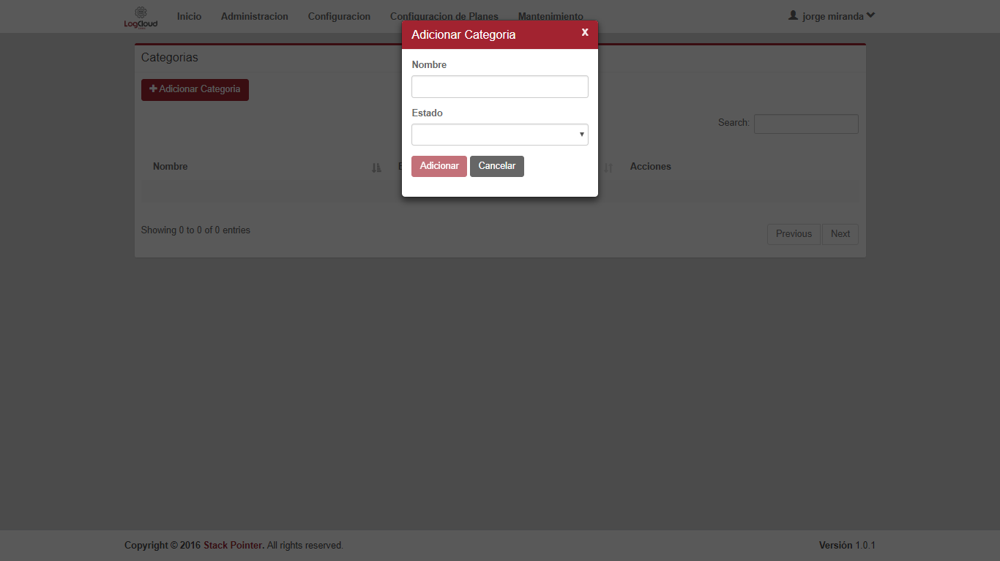 LogCloud
Inicio Administracion Configuracion Configuracion de Planes Mantenimiento jorge miranda
Adicionar Categoria x
Categorias
Nombre
Adicionar Categoria
Estado
Search:
Adicionar Cancelar
Nombre Acciones
Showing 0 to 0 of 0 entries
Previous Next
Copyright © 2016 Stack Pointer. All rights reserved.
Versión 1.0.1